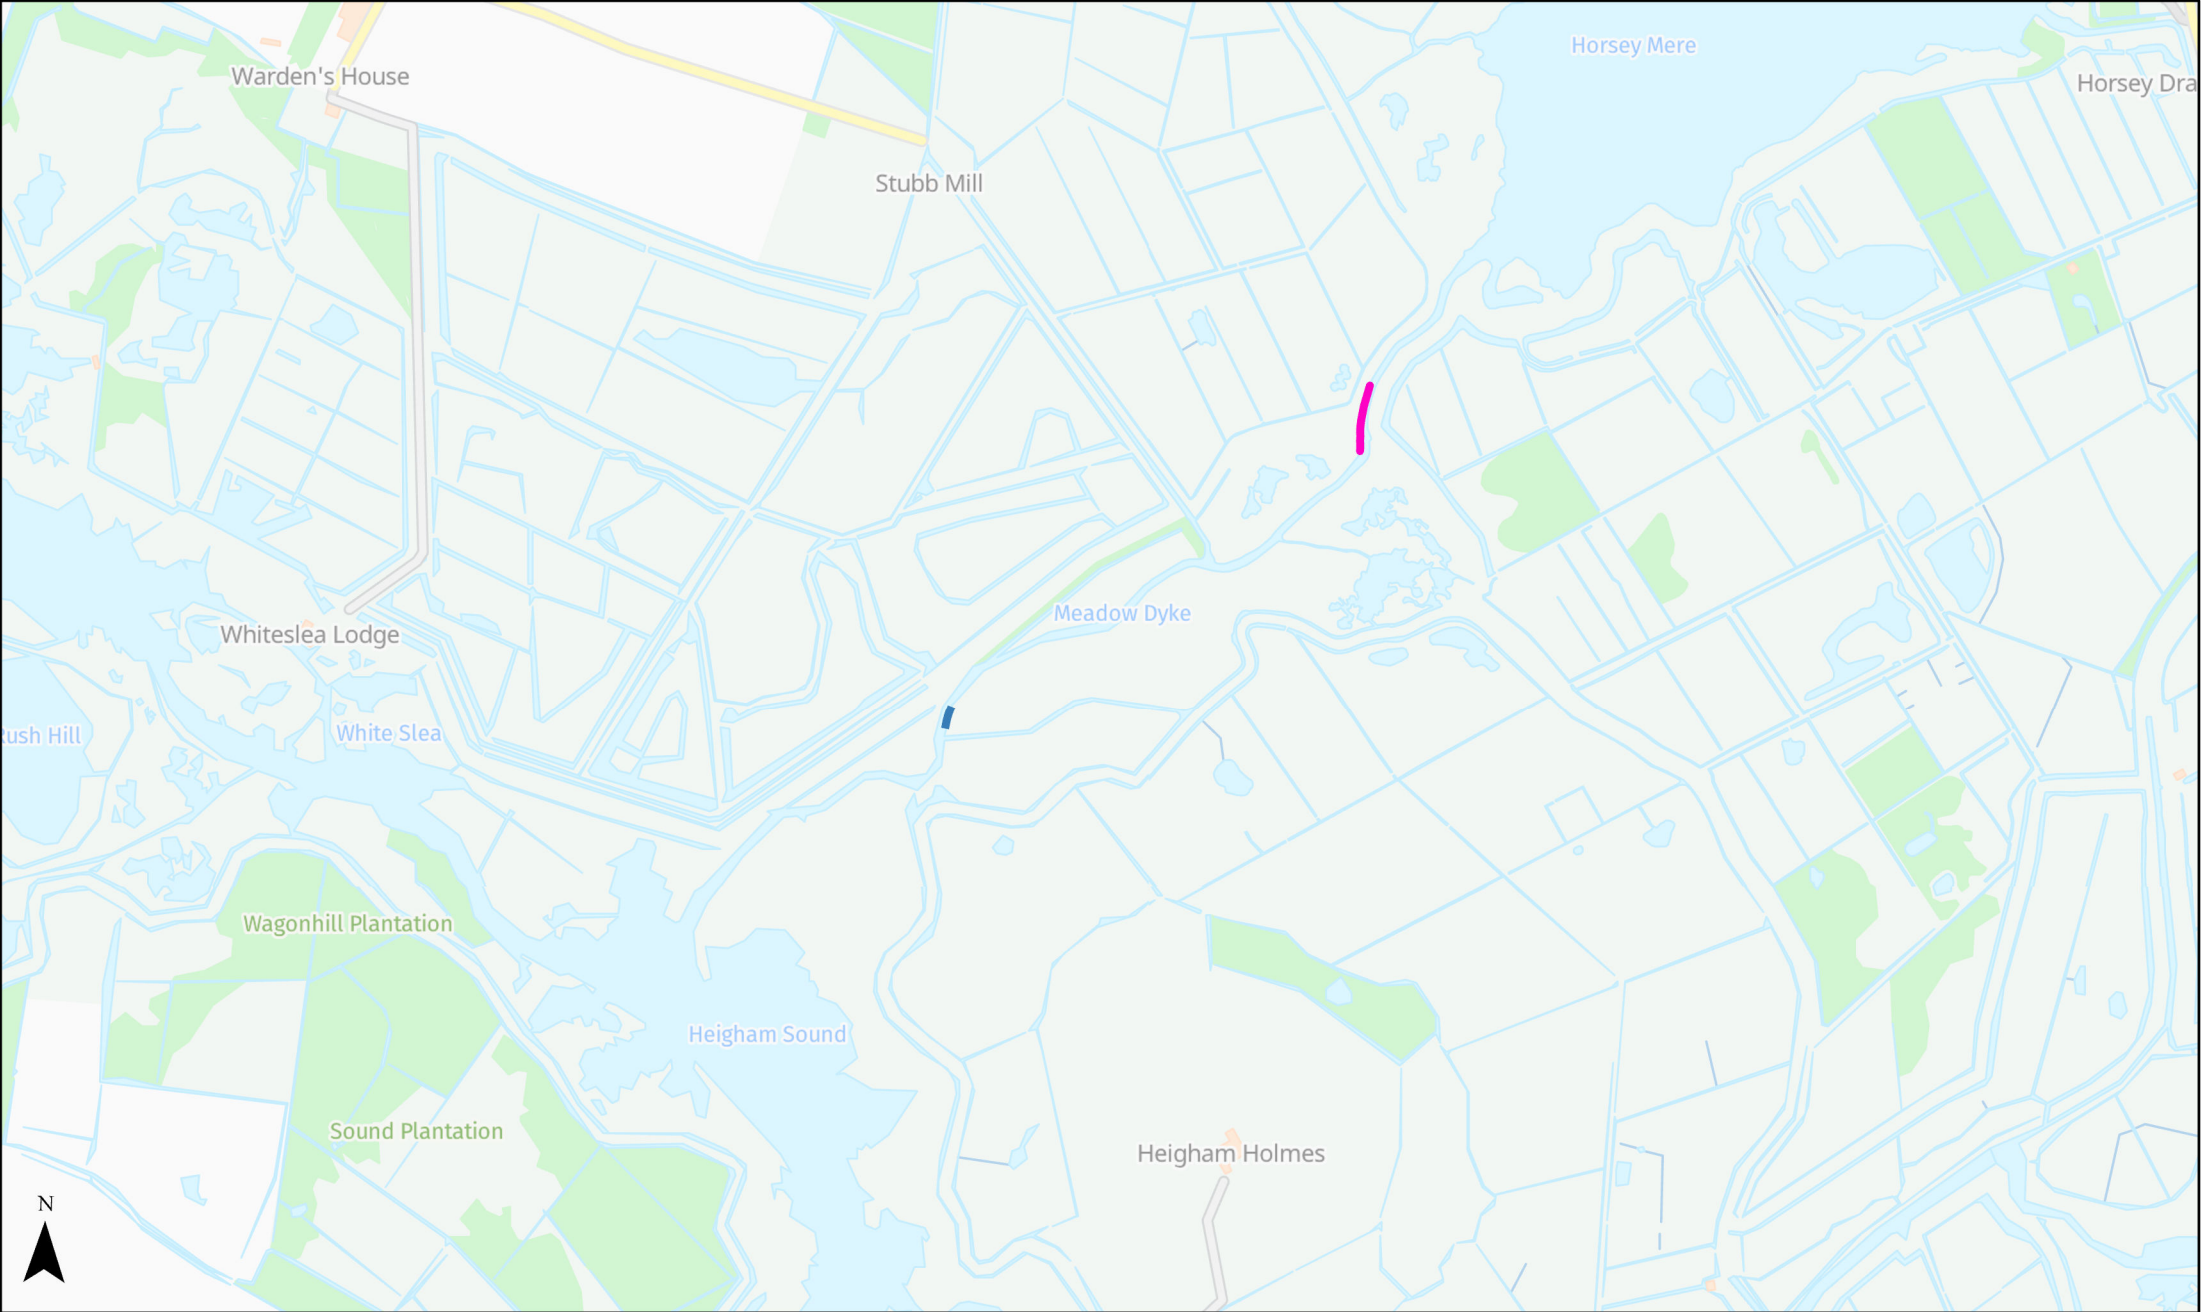 Horsey Mere
Warden's House
Horsey Dra
Stubb Mill
Meadow Dyke
Whiteslea Lodge
Rush Hill
White Slea
Wagonhill Plantation
Heigham Sound
Sound Plantation
Heigham Holmes
N